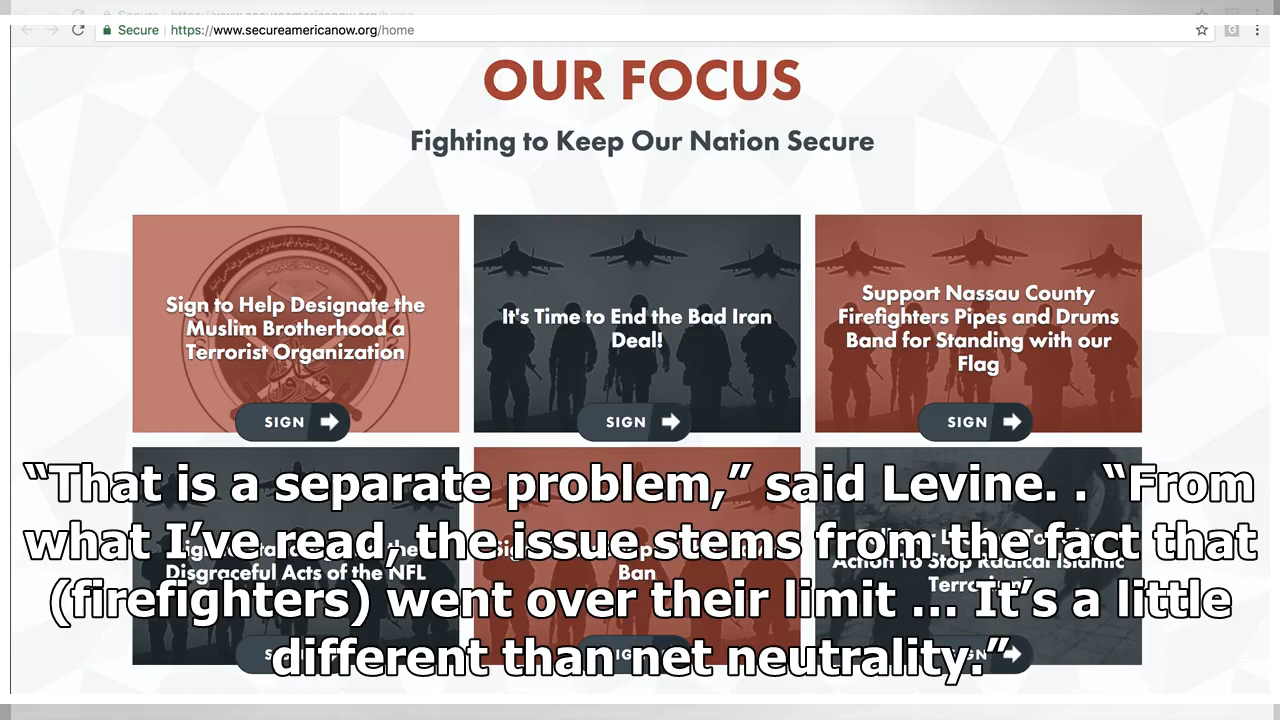 Secure https://www.secureamericanow.org/home
OUR FOCUS
Fighting to Keep Our Nation Secure
Sign to Help Designate the
Muslim Brotherhood a
Terrorist Organization
SIGN
It's Time to End the Bad Iran
Deal!
SIGN
Support Nassau County
Firefighters Pipes and Drums
Band for Standing with our
Flag
SIGN
“That is a separate problem,” said Levine. . “From
what I’ve read, the issue stems from the fact that
(firefighters) went over their limit ... It’s a little
different than net neutrality.”
Disgraceful Acts of the NFL
Ban
Action To Stop Radical Islamic